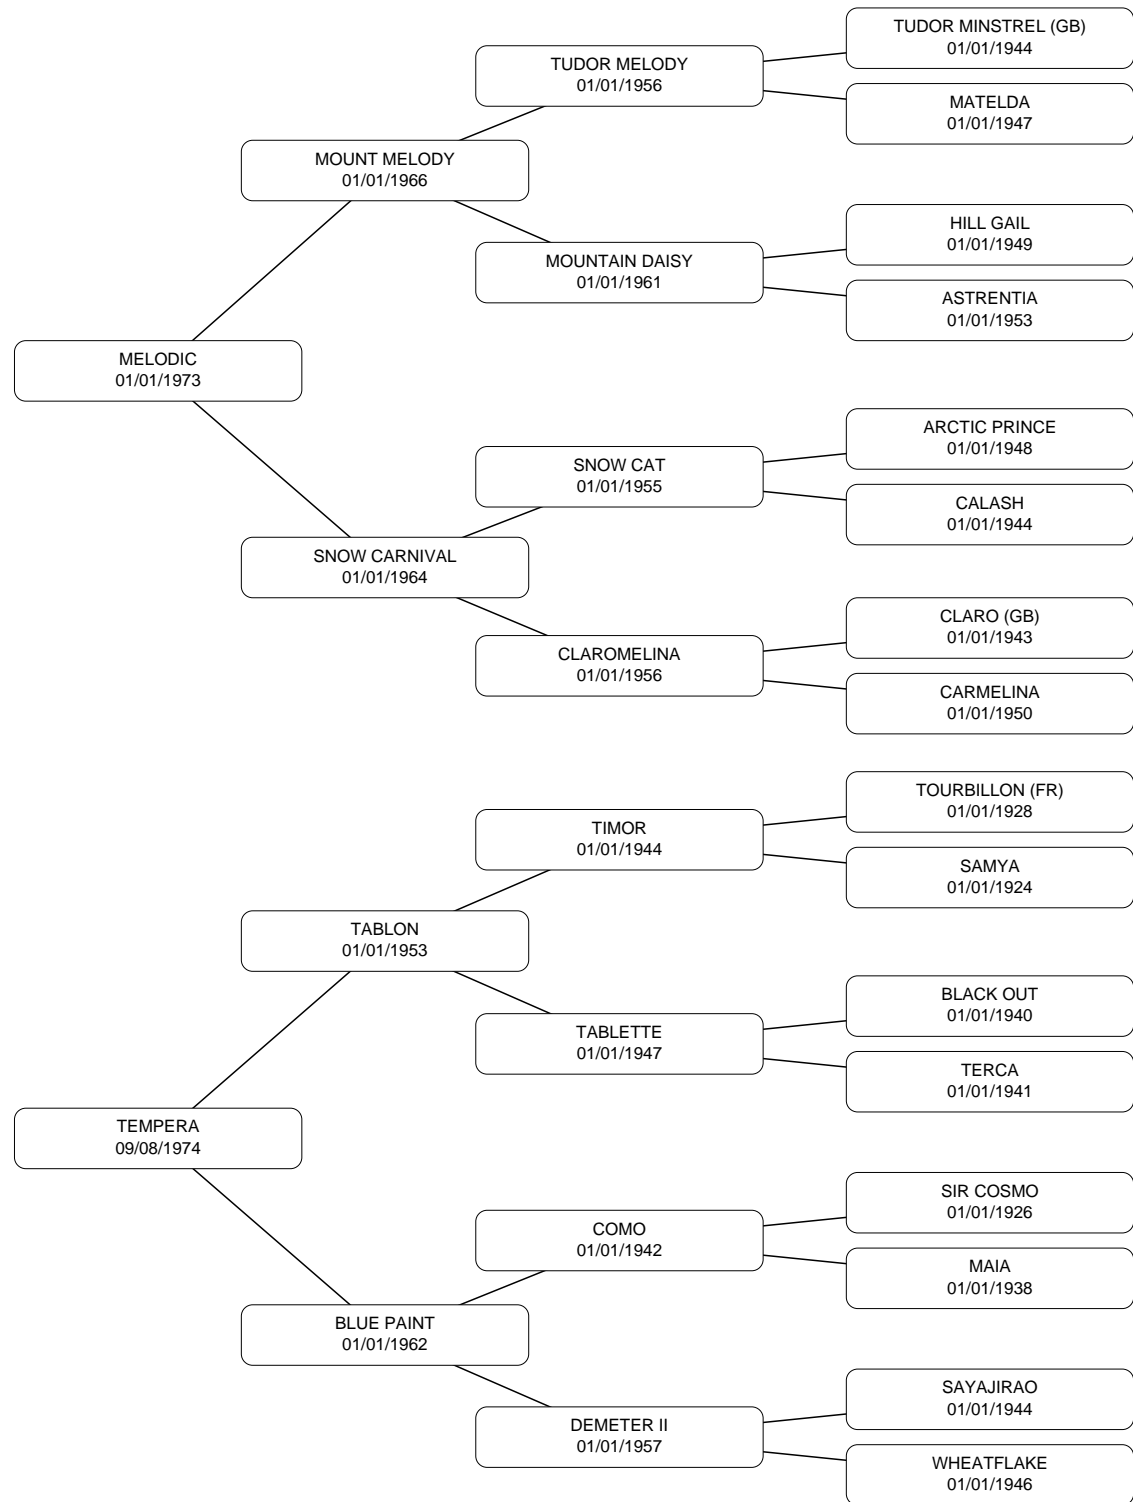 TUDOR MINSTREL (GB)
01/01/1944
TUDOR MELODY
01/01/1956
MATELDA
01/01/1947
MOUNT MELODY
01/01/1966
HILL GAIL
01/01/1949
MOUNTAIN DAISY
01/01/1961
ASTRENTIA
01/01/1953
MELODIC
01/01/1973
ARCTIC PRINCE
01/01/1948
SNOW CAT
01/01/1955
CALASH
01/01/1944
SNOW CARNIVAL
01/01/1964
CLARO (GB)
01/01/1943
CLAROMELINA
01/01/1956
CARMELINA
01/01/1950
TOURBILLON (FR)
01/01/1928
TIMOR
01/01/1944
SAMYA
01/01/1924
TABLON
01/01/1953
BLACK OUT
01/01/1940
TABLETTE
01/01/1947
TERCA
01/01/1941
TEMPERA
09/08/1974
SIR COSMO
01/01/1926
COMO
01/01/1942
MAIA
01/01/1938
BLUE PAINT
01/01/1962
SAYAJIRAO
01/01/1944
DEMETER II
01/01/1957
WHEATFLAKE
01/01/1946